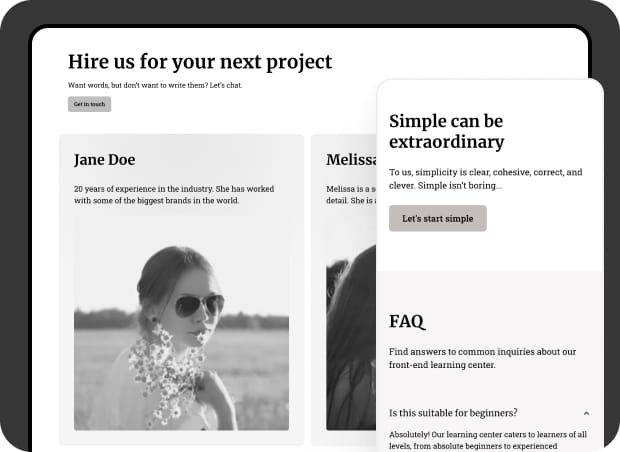 Hire us for your next project
Want words, but don't want to write them? Let's chat.
Get in touch
Jane Doe
20 years of experience in the industry. She has worked
with some of the biggest brands in the world.
Melissa is a
detail. She is
Simple can be
extraordinary
To us, simplicity is clear, cohesive, correct, and
clever. Simple isn't boring...
Let's start simple
FAQ
Find answers to common inquiries about our
front-end learning center.
Is this suitable for beginners?
Absolutely! Our learning center caters to learners of all
levels, from absolute beginners to experienced